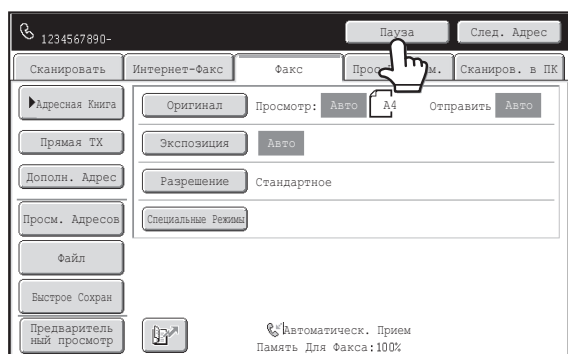 1234567890-
Пауза
След. Адрес
Сканировать
Интернет-Факс
Факс
Сканиров. в ПК
Адресная Книга
Оригинал
Просмотр: Авто A4 Отправить Авто
Прямая TX
Экспозиция
Авто
Дополн. Адрес
Разрешение
Стандартное
Просм. Адресов
Специальные Режимы
Файл
Быстрое Сохран
Предваритель
ный просмотр
Автоматическ. Прием
Память Для Факса:100%